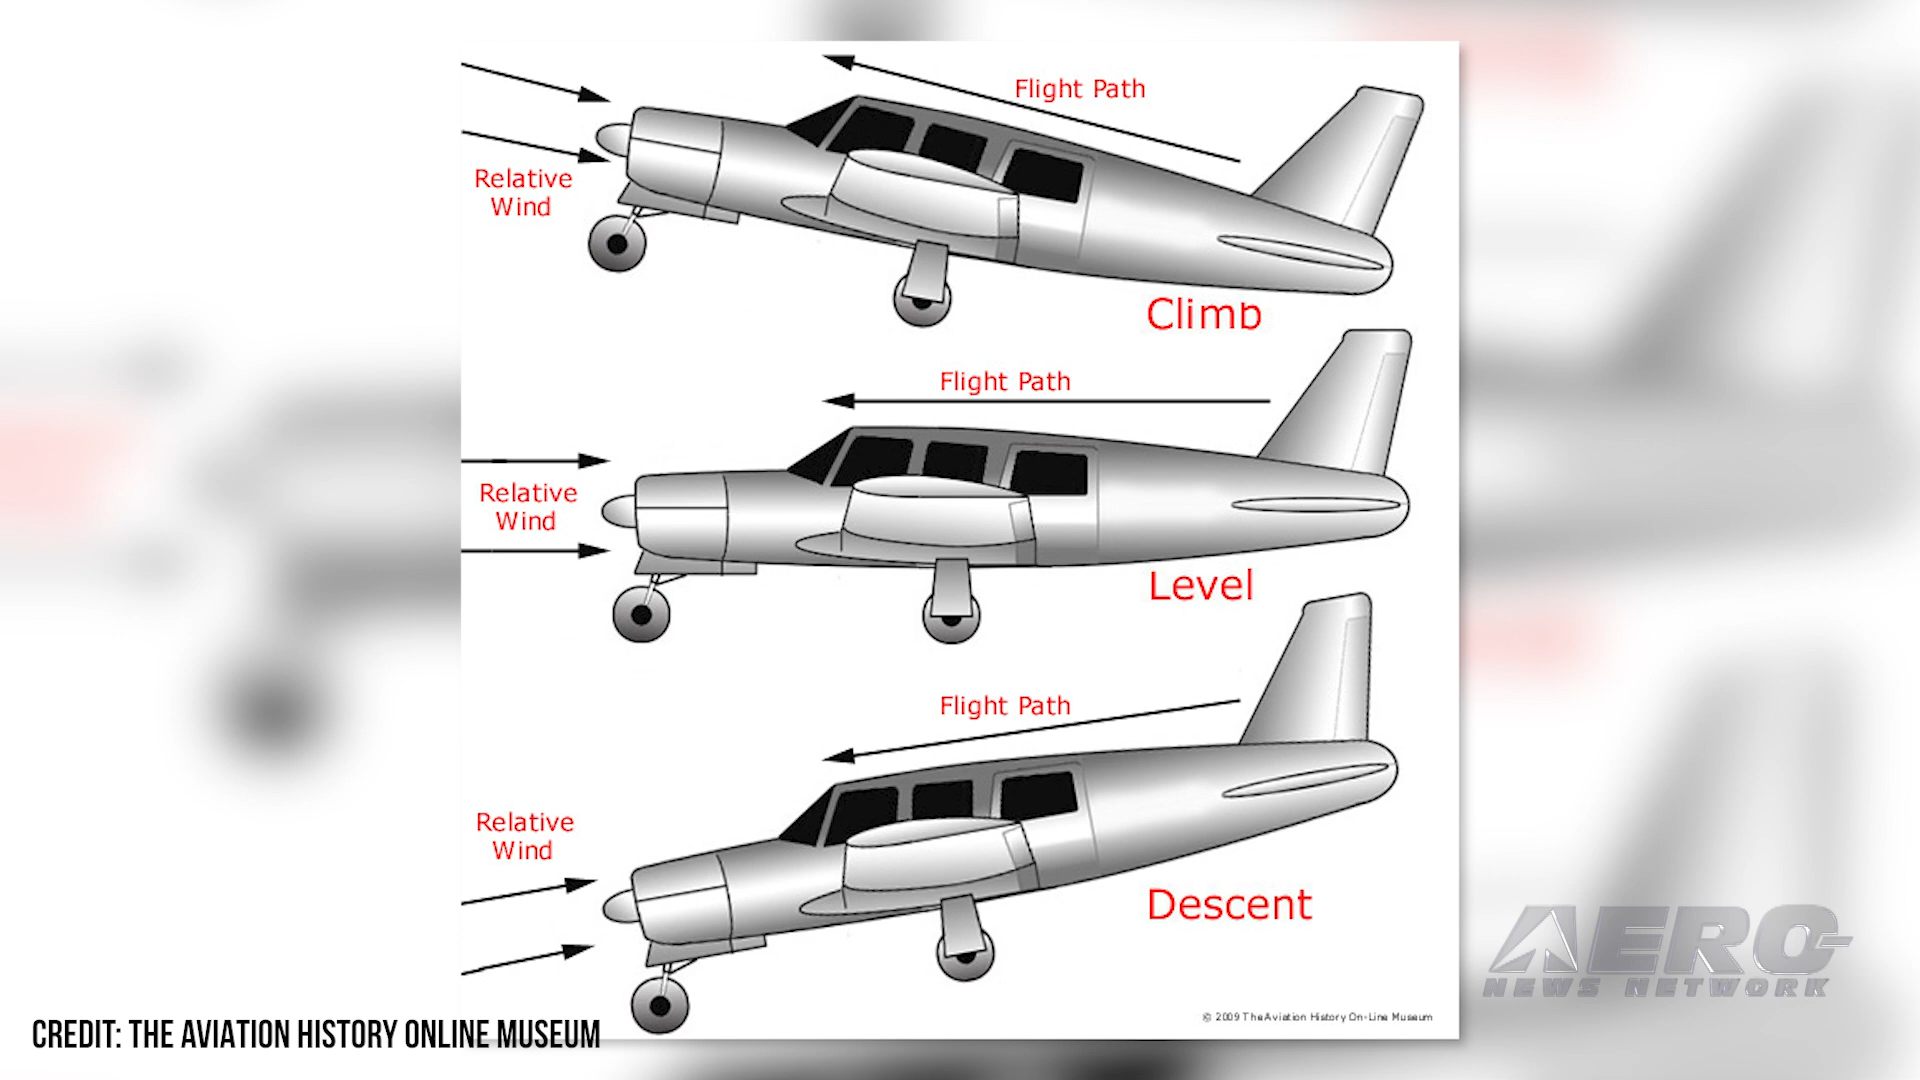 Flight Path
Relative
Wind
Climb
Flight Path
Relative
Wind
Level
Flight Path
Relative
Wind
Descent
© 2009 The Aviation History On-Line Museum
CREDIT: THE AVIATION HISTORY ONLINE MUSEUM
AERO-
NEWS NETWORK